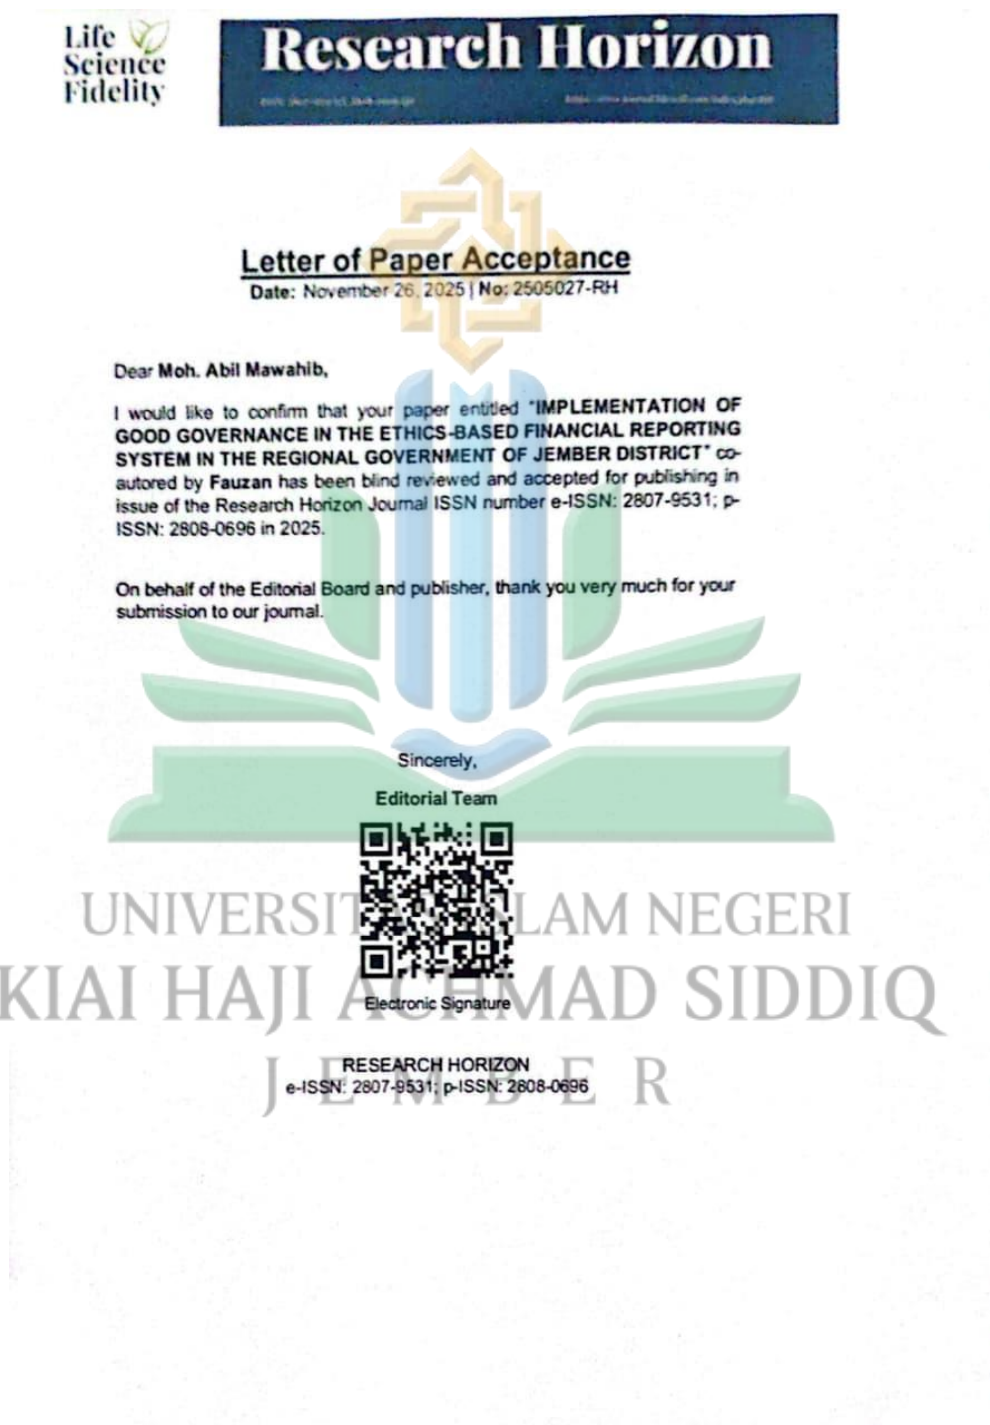 Life
Science
Fidelity
Research Horizon
Letter of Paper Acceptance
Date: November 26, 2025 | No: 2505027-RH
Dear Moh. Abil Mawahib,
I would like to confirm that your paper entitled "IMPLEMENTATION OF
GOOD GOVERNANCE IN THE ETHICS-BASED FINANCIAL REPORTING
SYSTEM IN THE REGIONAL GOVERNMENT OF JEMBER DISTRICT" co-
autored by Fauzan has been blind reviewed and accepted for publishing in
issue of the Research Horizon Journal ISSN number e-ISSN: 2807-9531; p-
ISSN: 2808-0696 in 2025.
On behalf of the Editorial Board and publisher, thank you very much for your
submission to our journal.
Sincerely,
Editorial Team
UNIVERSITAS ISLAM NEGERI
KIAI HAJI ACHMAD SIDDIQ
Electronic Signature
JEMBER
RESEARCH HORIZON
e-ISSN: 2807-9531; p-ISSN: 2808-0696